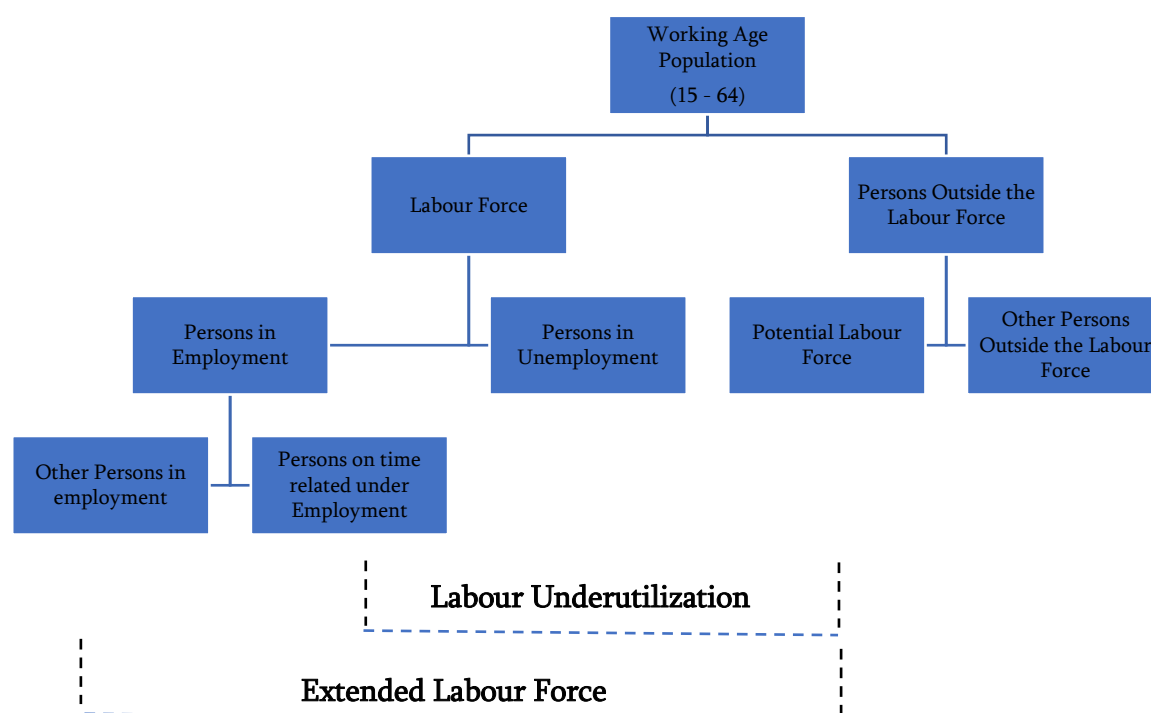 Working Age
Population
(15 - 64)
Labour Force
Persons Outside the
Labour Force
Persons in
Employment
Persons in
Unemployment
Potential Labour
Force
Other Persons
Outside the Labour
Force
Other Persons in
employment
Persons on time
related under
Employment
Labour Underutilization
Extended Labour Force